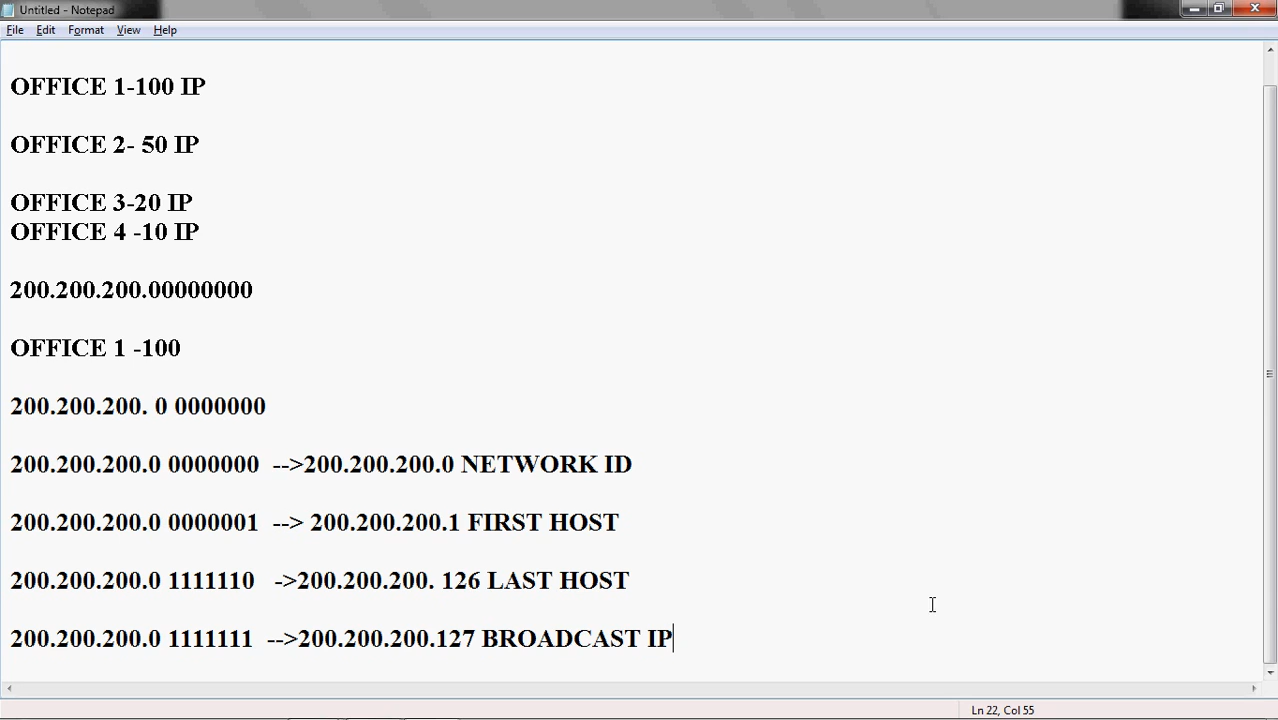 Untitled - Notepad
File Edit Format View Help
OFFICE 1-100 IP
OFFICE 2- 50 IP
OFFICE 3-20 IP
OFFICE 4 -10 IP
200.200.200.00000000
OFFICE 1 -100
200.200.200. 0 0000000
200.200.200.0 0000000 -->200.200.200.0 NETWORK ID
200.200.200.0 0000001 --> 200.200.200.1 FIRST HOST
200.200.200.0 1111110 ->200.200.200. 126 LAST HOST
200.200.200.0 1111111 -->200.200.200.127 BROADCAST IP
Ln 22, Col 55